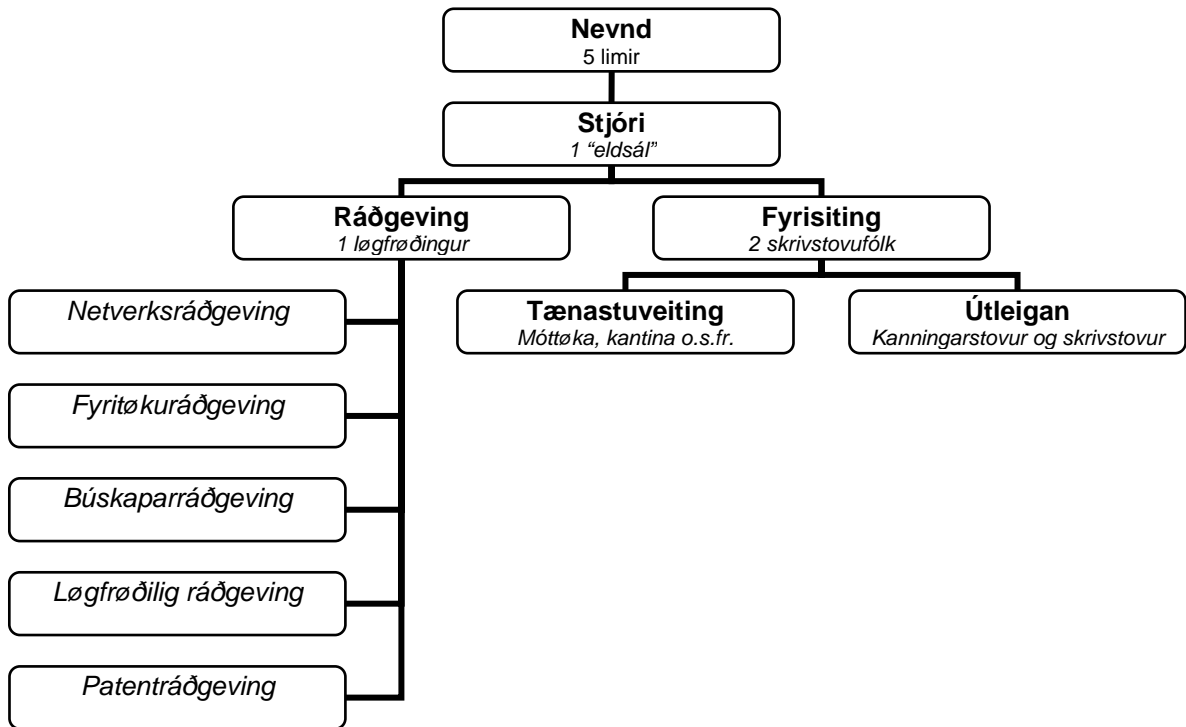 Nevnd
5 limir
Stjóri
1 “eldsál”
Ráðgeving
1 løgfrøðingur
Fyrisiting
2 skrivstovufólk
Netverksráðgeving
Fyritøkuráðgeving
Búskaparráðgeving
Løgfrøðilig ráðgeving
Patentráðgeving
Tænastuveiting
Móttøka, kantina o.s.fr.
Útleigan
Kanningarstovur og skrivstovur